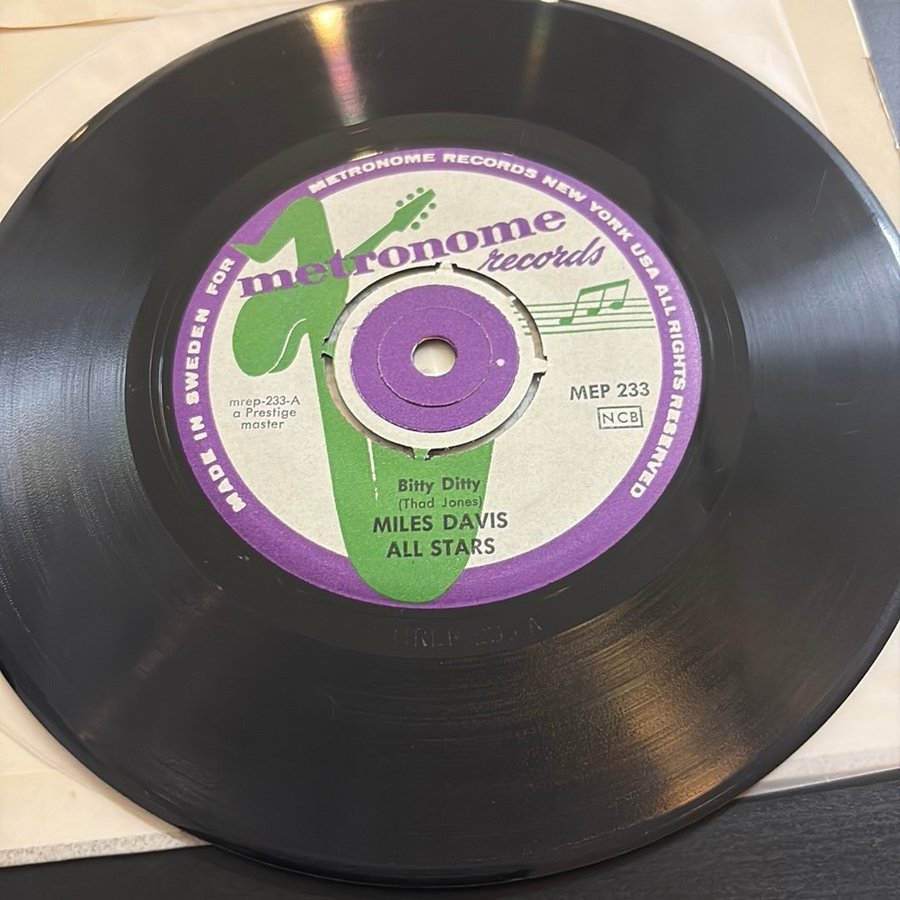 MADE IN SWEDEN FOR METRONOME RECORDS NEW YORK USA ALL RIGHTS RESERVED
metronome
records
mrep-233-A
a Prestige
master
MEP 233
NCB
Bitty Ditty
(Thad Jones)
MILES DAVIS
ALL STARS